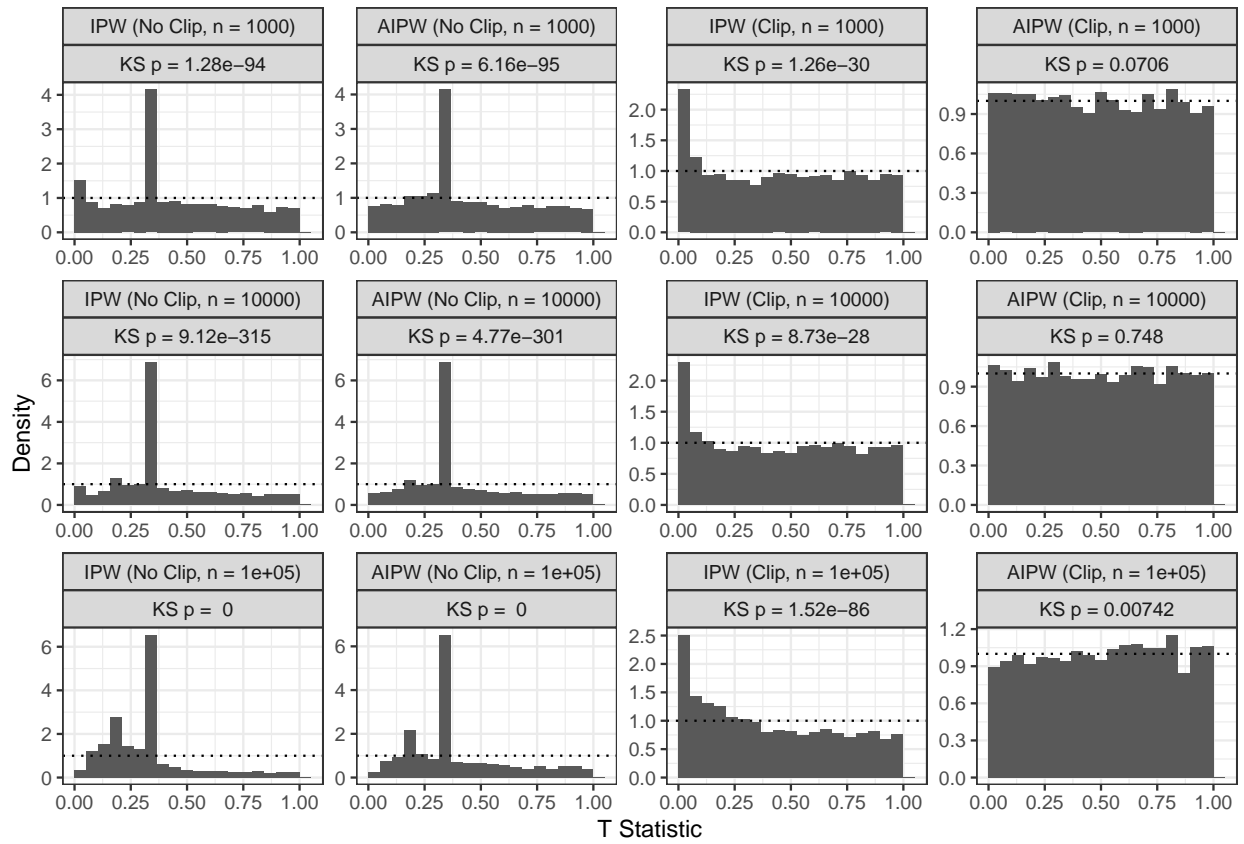 IPW (No Clip, n = 1000)
AIPW (No Clip, n = 1000)
IPW (Clip, n = 1000)
AIPW (Clip, n = 1000)
KS p = 1.28e−94
KS p = 6.16e−95
KS p = 1.26e−30
KS p = 0.0706
4
3
2
1
0
4
3
2
1
0
2.0
1.5
1.0
0.5
0.0
0.9
0.6
0.3
0.0
0.00 0.25 0.50 0.75 1.00
0.00 0.25 0.50 0.75 1.00
0.00 0.25 0.50 0.75 1.00
0.00 0.25 0.50 0.75 1.00
IPW (No Clip, n = 10000)
AIPW (No Clip, n = 10000)
IPW (Clip, n = 10000)
AIPW (Clip, n = 10000)
KS p = 9.12e−315
KS p = 4.77e−301
KS p = 8.73e−28
KS p = 0.748
Density
6
4
2
0
6
4
2
0
2.0
1.5
1.0
0.5
0.0
0.9
0.6
0.3
0.0
0.00 0.25 0.50 0.75 1.00
0.00 0.25 0.50 0.75 1.00
0.00 0.25 0.50 0.75 1.00
0.00 0.25 0.50 0.75 1.00
IPW (No Clip, n = 1e+05)
AIPW (No Clip, n = 1e+05)
IPW (Clip, n = 1e+05)
AIPW (Clip, n = 1e+05)
KS p = 0
KS p = 0
KS p = 1.52e−86
KS p = 0.00742
6
4
2
0
6
4
2
0
2.5
2.0
1.5
1.0
0.5
0.0
1.2
0.9
0.6
0.3
0.0
0.00 0.25 0.50 0.75 1.00
0.00 0.25 0.50 0.75 1.00
0.00 0.25 0.50 0.75 1.00
0.00 0.25 0.50 0.75 1.00
T Statistic